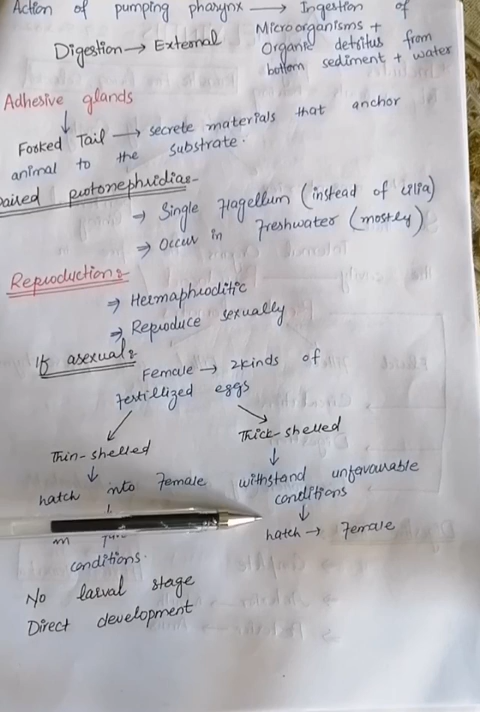 Action of pumping pharynx → Ingestion of
Microorganisms +
Digestion → External
Organic detritus from
bottom sediment + water
Adhesive glands
↓
Forked Tail → secrete materials that anchor
animal to the substrate.
paired protonephridia:-
⇒ Single flagellum (instead of cilia)
⇒ Occur in freshwater (mostly)
Reproduction:-
⇒ Hermaphroditic
⇒ Reproduce sexually
If asexual:-
Female → 2kinds of
fertillized eggs
Thin-shelled
Thick-shelled
↓
↓
hatch into Female
withstand unfavourable
conditions
↓
hatch → Female
conditions.
No larval stage
Direct development